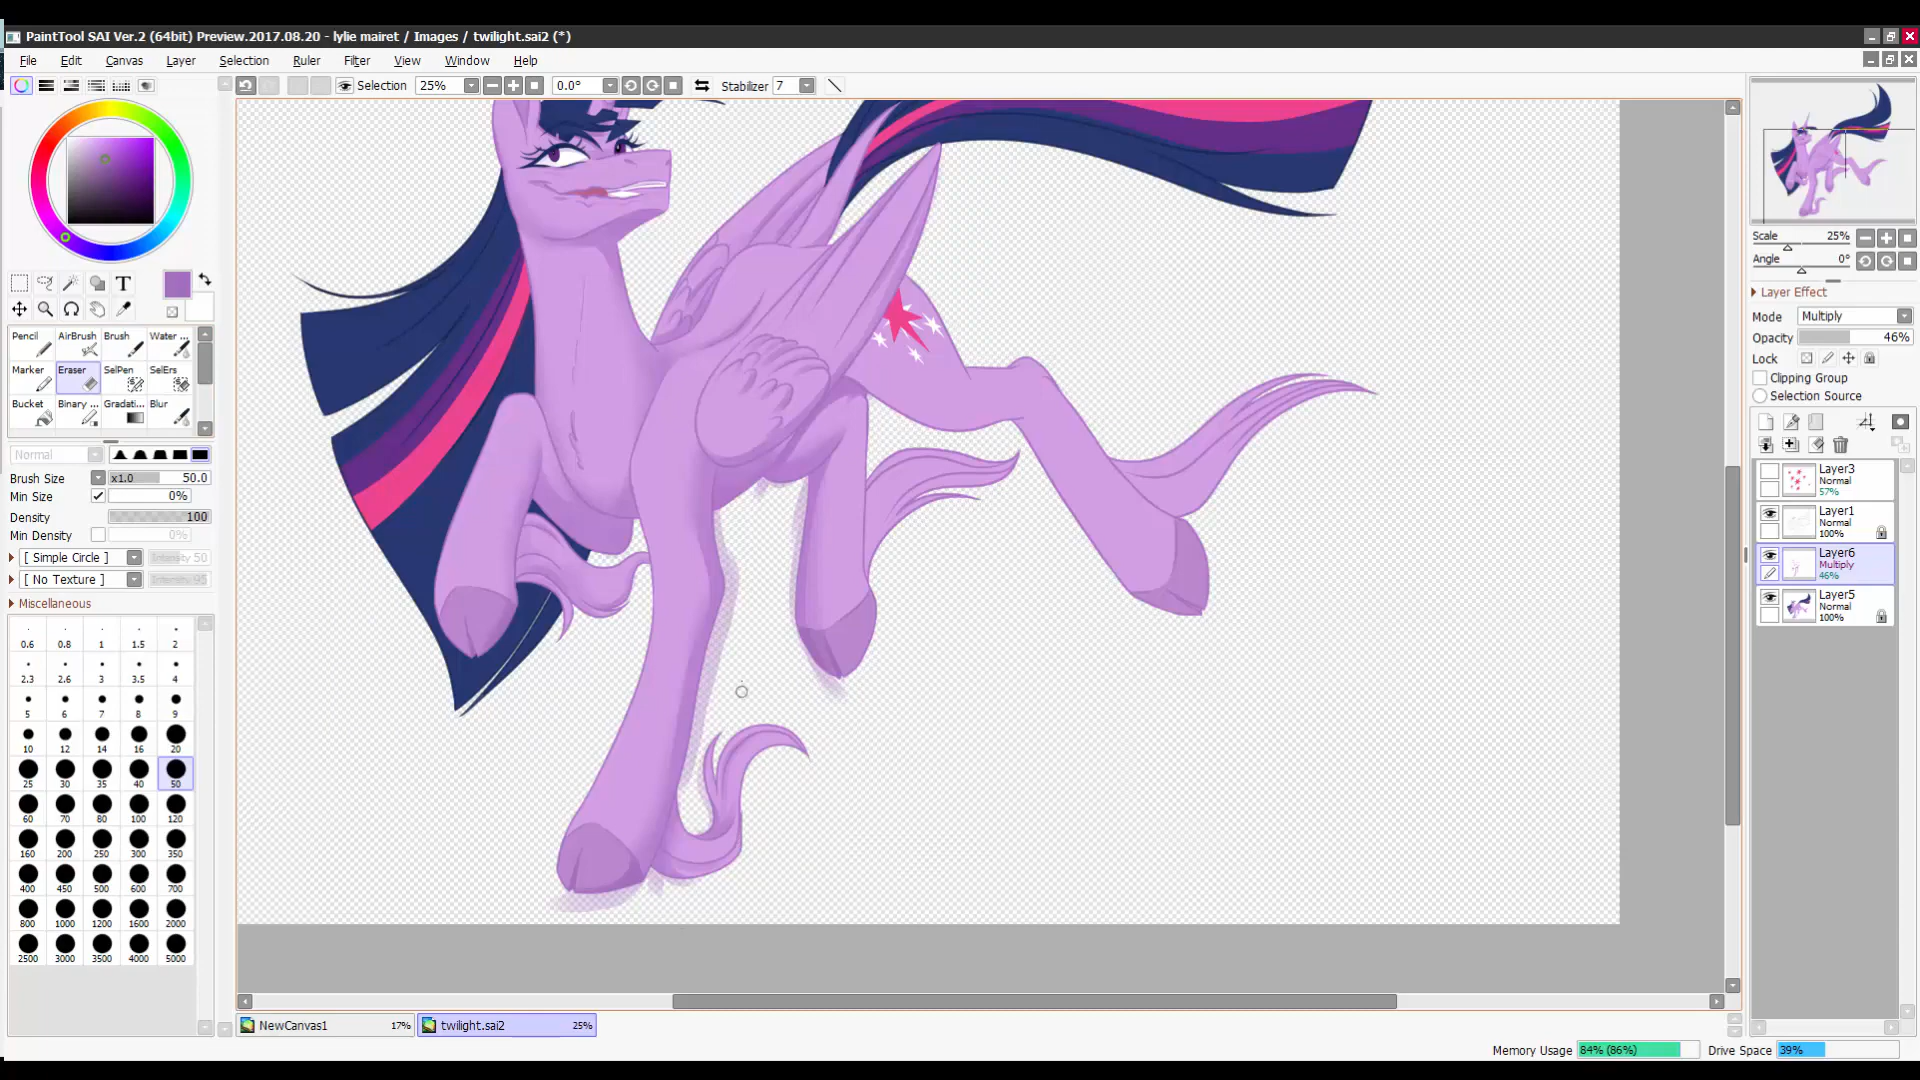 PaintTool SAI Ver.2 (64bit) Preview.2017.08.20 - lylie mairet / Images / twilight.sai2 (*)
File Edit Canvas Layer Selection Ruler Filter View Window Help
Selection 25% 0.0° Stabilizer 7
Scale 25%
Angle 0°
Layer Effect
Mode Multiply
Opacity 46%
Lock
Clipping Group
Selection Source
Layer3
Normal
57%
Layer1
Normal
100%
Layer6
Multiply
46%
Layer5
Normal
100%
T
Pencil AirBrush Brush Water ...
Marker Eraser SelPen SelErs
Bucket Binary ... Gradati... Blur
Normal
Brush Size x1.0 50.0
Min Size 0%
Density 100
Min Density 0%
[ Simple Circle ] Intensity 50
[ No Texture ] Intensity 95
Miscellaneous
0.6 0.8 1 1.5 2
2.3 2.6 3 3.5 4
5 6 7 8 9
10 12 14 16 20
25 30 35 40 50
60 70 80 100 120
160 200 250 300 350
400 450 500 600 700
800 1000 1200 1600 2000
2500 3000 3500 4000 5000
NewCanvas1 17% twilight.sai2 25%
Memory Usage 84% (86%) Drive Space 39%